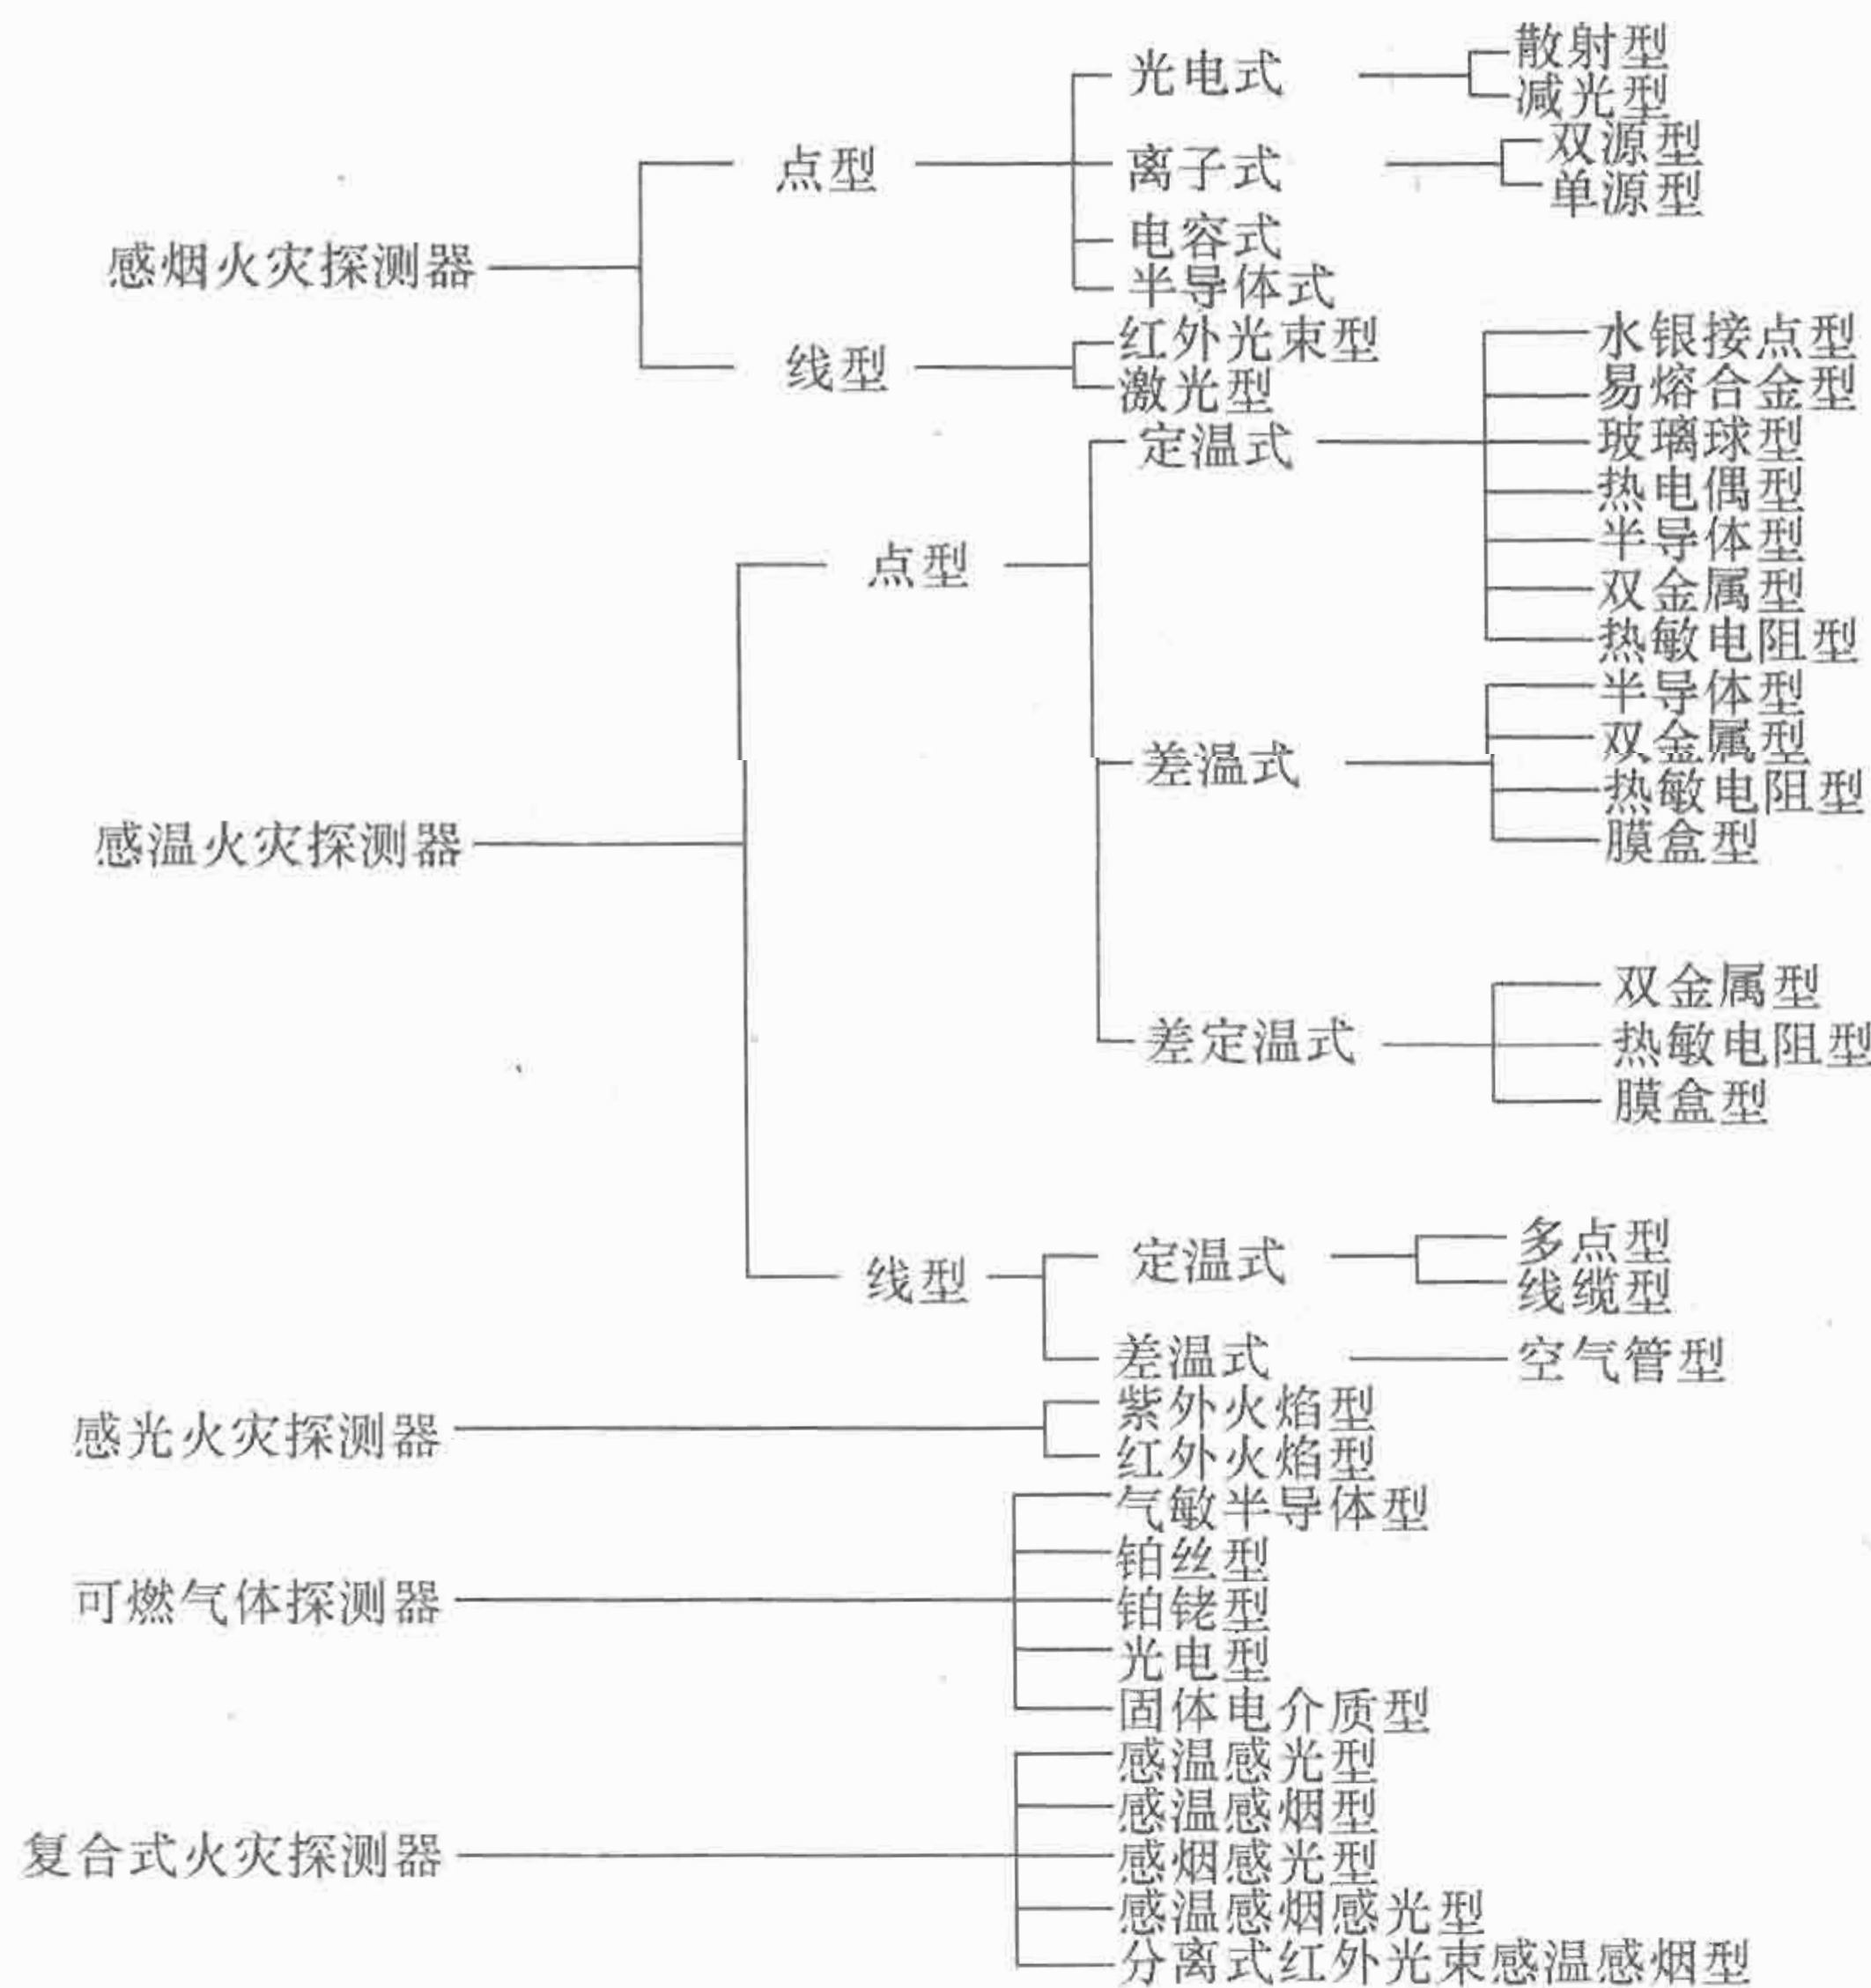 感烟火灾探测器
点型
光电式
散射型
减光型
离子式
双源型
单源型
电容式
半导体式
线型
红外光束型
激光型
感温火灾探测器
点型
定温式
水银接点型
易熔合金型
玻璃球型
热电偶型
半导体型
双金属型
热敏电阻型
差温式
半导体型
双金属型
热敏电阻型
膜盒型
差定温式
双金属型
热敏电阻型
膜盒型
线型
定温式
多点型
线缆型
差温式
空气管型
感光火灾探测器
紫外火焰型
红外火焰型
可燃气体探测器
气敏半导体型
铂丝型
铂铑型
光电型
固体电介质型
复合式火灾探测器
感温感光型
感温感烟型
感烟感光型
感温感烟感光型
分离式红外光束感温感烟型